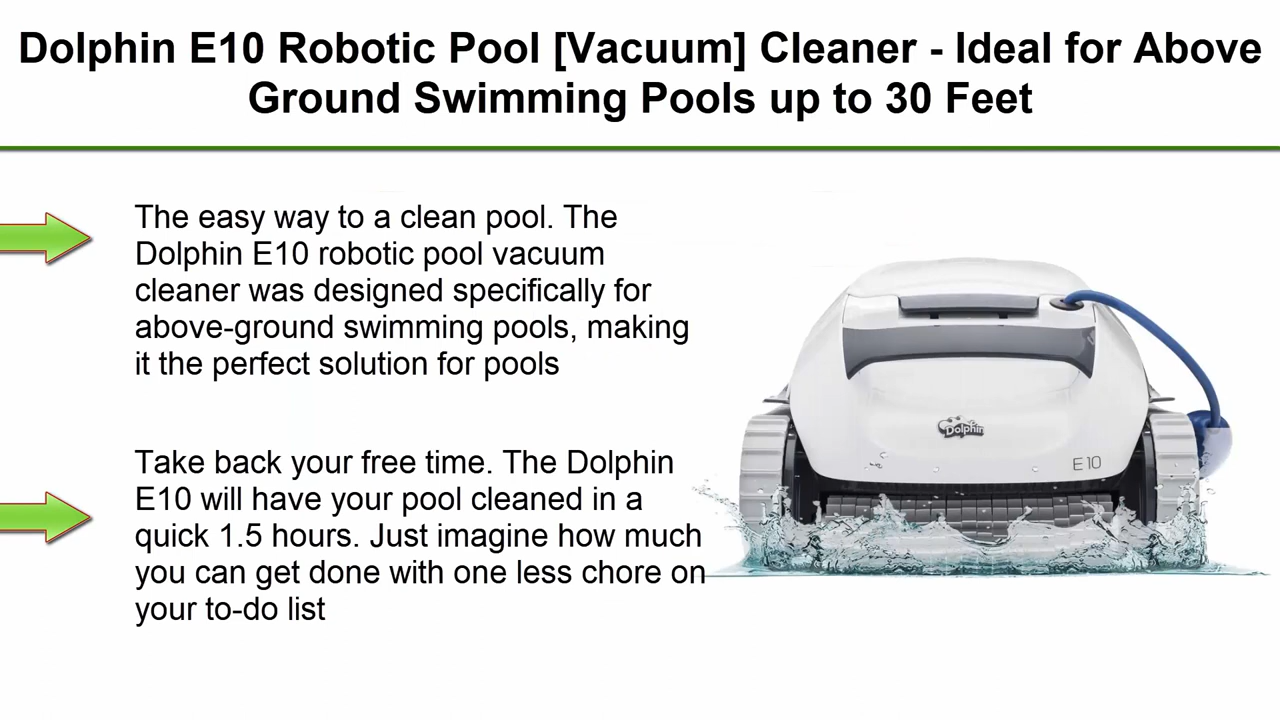 Dolphin E10 Robotic Pool [Vacuum] Cleaner - Ideal for Above
Ground Swimming Pools up to 30 Feet
The easy way to a clean pool. The
Dolphin E10 robotic pool vacuum
cleaner was designed specifically for
above-ground swimming pools, making
it the perfect solution for pools
Take back your free time. The Dolphin
E10 will have your pool cleaned in a
quick 1.5 hours. Just imagine how much
you can get done with one less chore on
your to-do list
Dolphin
E10